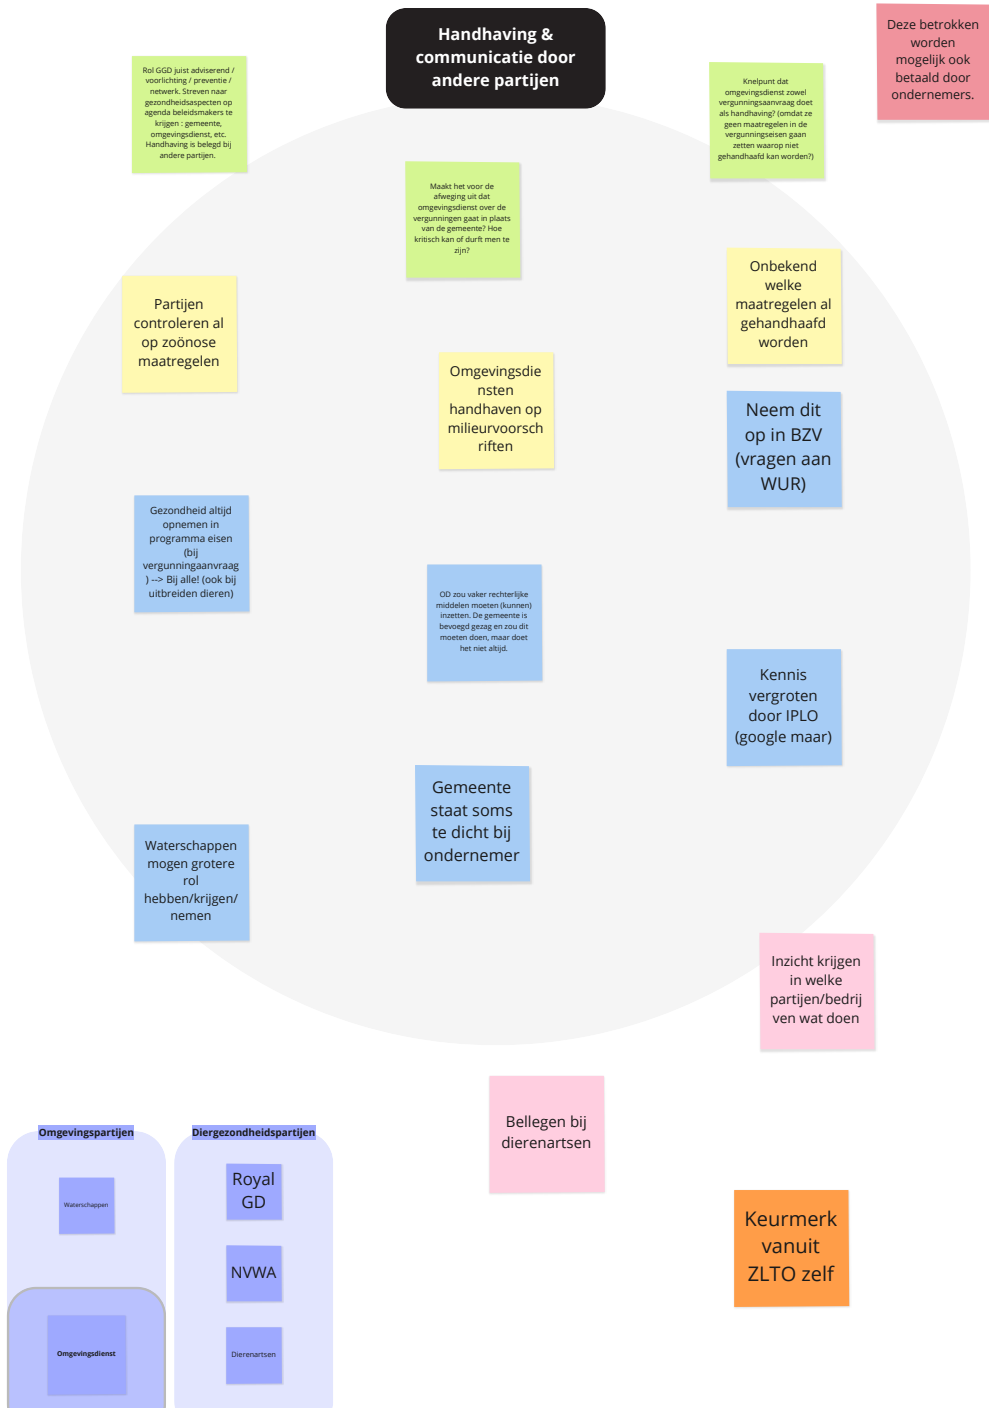 Handhaving &
communicatie door
andere partijen
Deze betrokken
worden
mogelijk ook
betaald door
ondernemers.
Rol GGD juist adviserend /
voorlichting / preventie /
netwerk. Streven naar
gezondheidsaspecten op
agenda beleidsmakers te
krijgen : gemeente,
omgevingsdienst, etc.
Handhaving is belegd bij
andere partijen.
Knelpunt dat
omgevingsdienst zowel
vergunningsaanvraag doet
als handhaving? (omdat ze
geen maatregelen in de
vergunningseisen gaan
zetten waarop niet
gehandhaafd kan worden?)
Maakt het voor de
afweging uit dat
omgevingsdienst over de
vergunningen gaat in plaats
van de gemeente? Hoe
kritisch kan of durft men te
zijn?
Partijen
controleren al
op zoönose
maatregelen
Onbekend
welke
maatregelen al
gehandhaafd
worden
Omgevingsdie
nsten
handhaven op
milieurvoorsch
riften
Neem dit
op in BZV
(vragen aan
WUR)
Gezondheid altijd
opnemen in
programma eisen
(bij
vergunningaanvraag
) --> Bij alle! (ook bij
uitbreiden dieren)
OD zou vaker rechterlijke
middelen moeten (kunnen)
inzetten. De gemeente is
bevoegd gezag en zou dit
moeten doen, maar doet
het niet altijd.
Kennis
vergroten
door IPLO
(google maar)
Gemeente
staat soms
te dicht bij
ondernemer
Waterschappen
mogen grotere
rol
hebben/krijgen/
nemen
Inzicht krijgen
in welke
partijen/bedrij
ven wat doen
Bellegen bij
dierenartsen
Keurmerk
vanuit
ZLTO zelf
Omgevingspartijen
Waterschappen
Omgevingsdienst
Diergezondheidspartijen
Royal
GD
NVWA
Dierenartsen